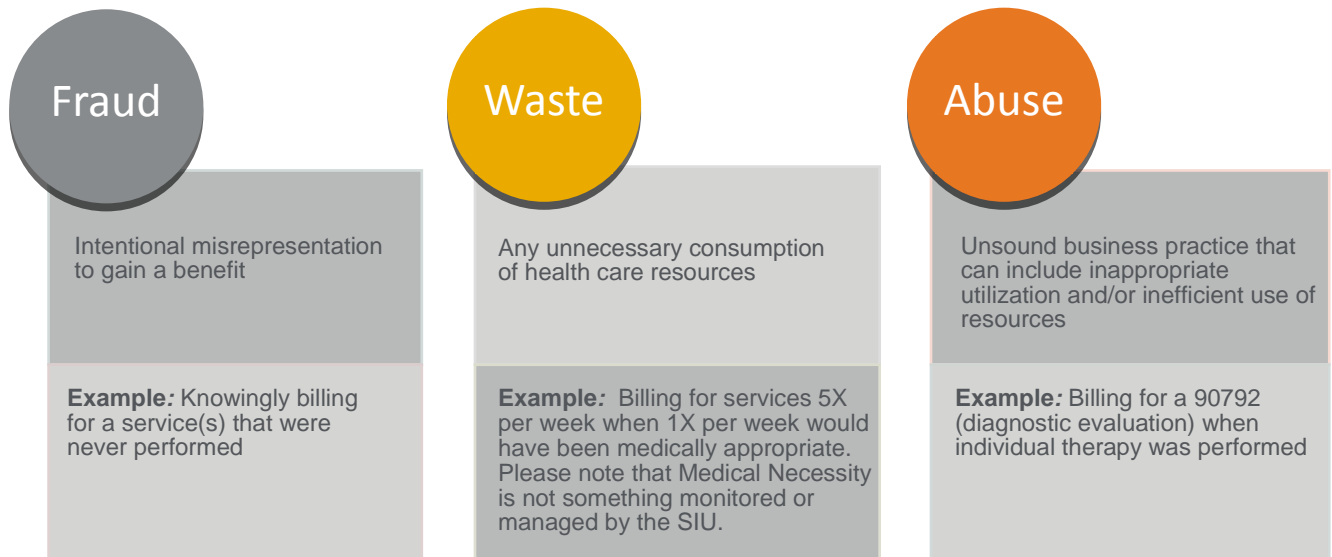 Fraud
Intentional misrepresentation
to gain a benefit
Example: Knowingly billing
for a service(s) that were
never performed
Waste
Any unnecessary consumption
of health care resources
Example: Billing for services 5X
per week when 1X per week would
have been medically appropriate.
Please note that Medical Necessity
is not something monitored or
managed by the SIU.
Abuse
Unsound business practice that
can include inappropriate
utilization and/or inefficient use of
resources
Example: Billing for a 90792
(diagnostic evaluation) when
individual therapy was performed